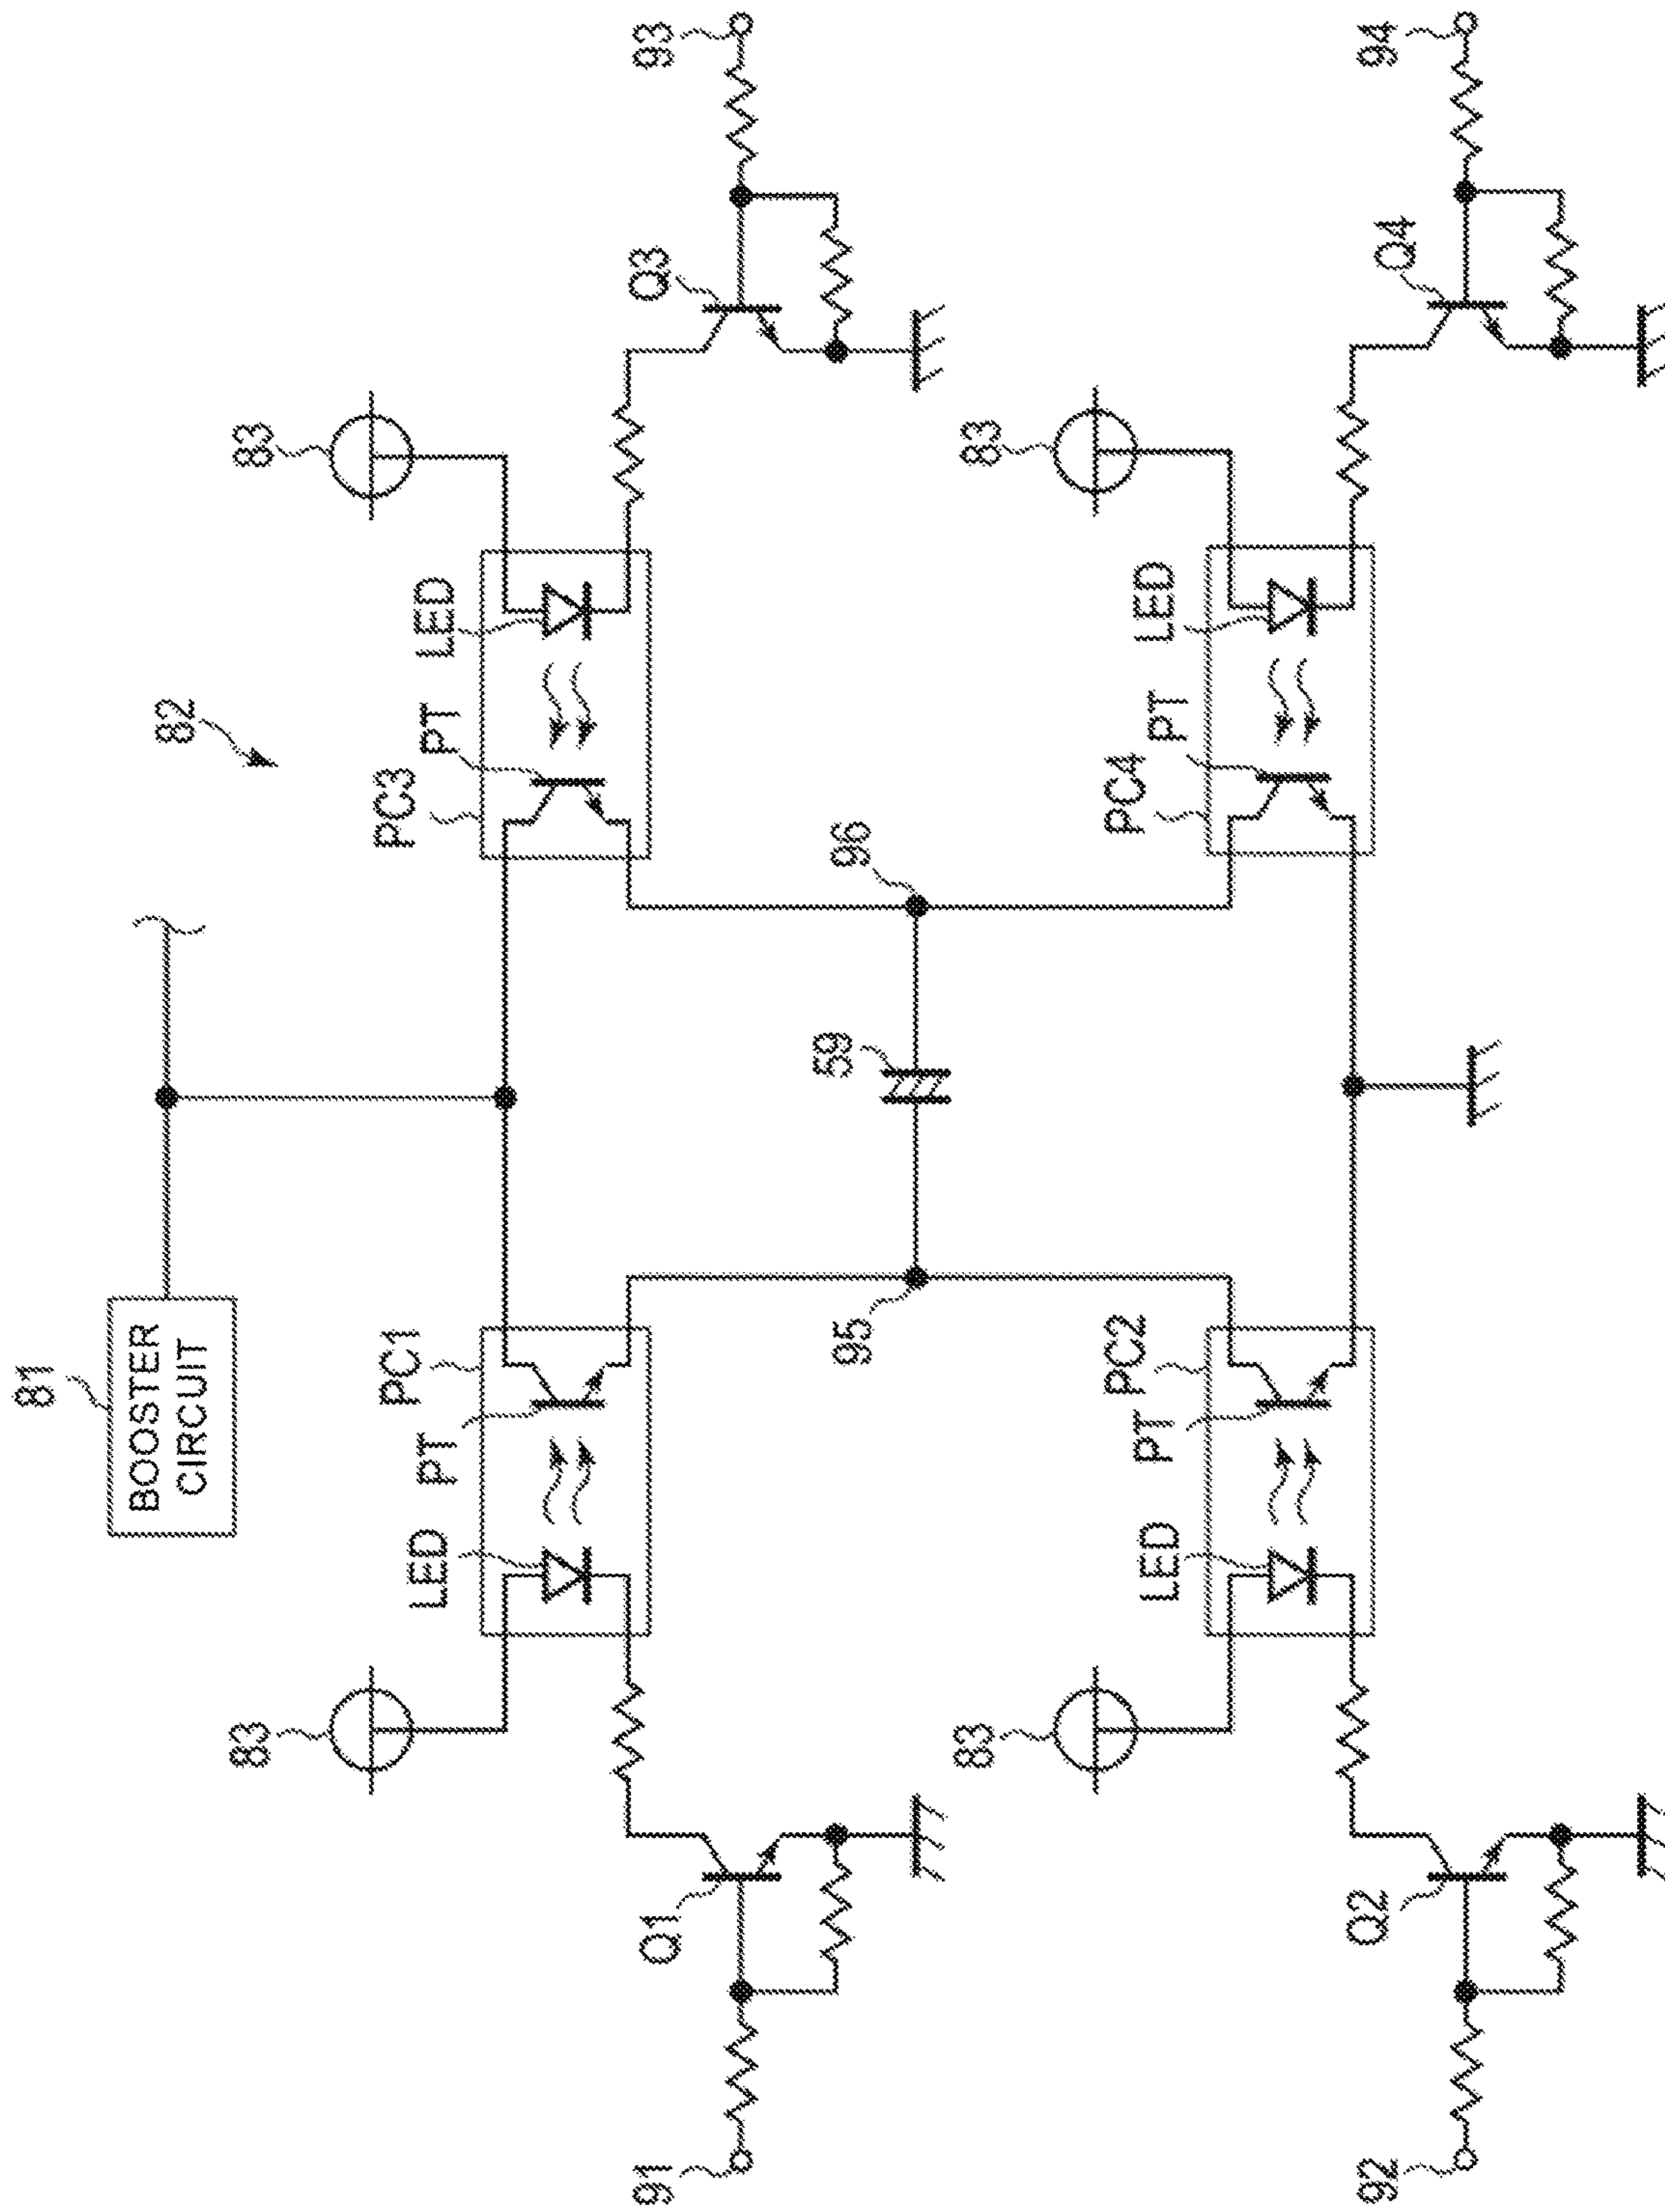 81
BOOSTER
CIRCUIT
82
83
83
PC1
PC3
LED
PT
PT
LED
Q1
Q3
91
93
95
59
96
83
83
PC2
PC4
LED
PT
PT
LED
Q2
Q4
92
94